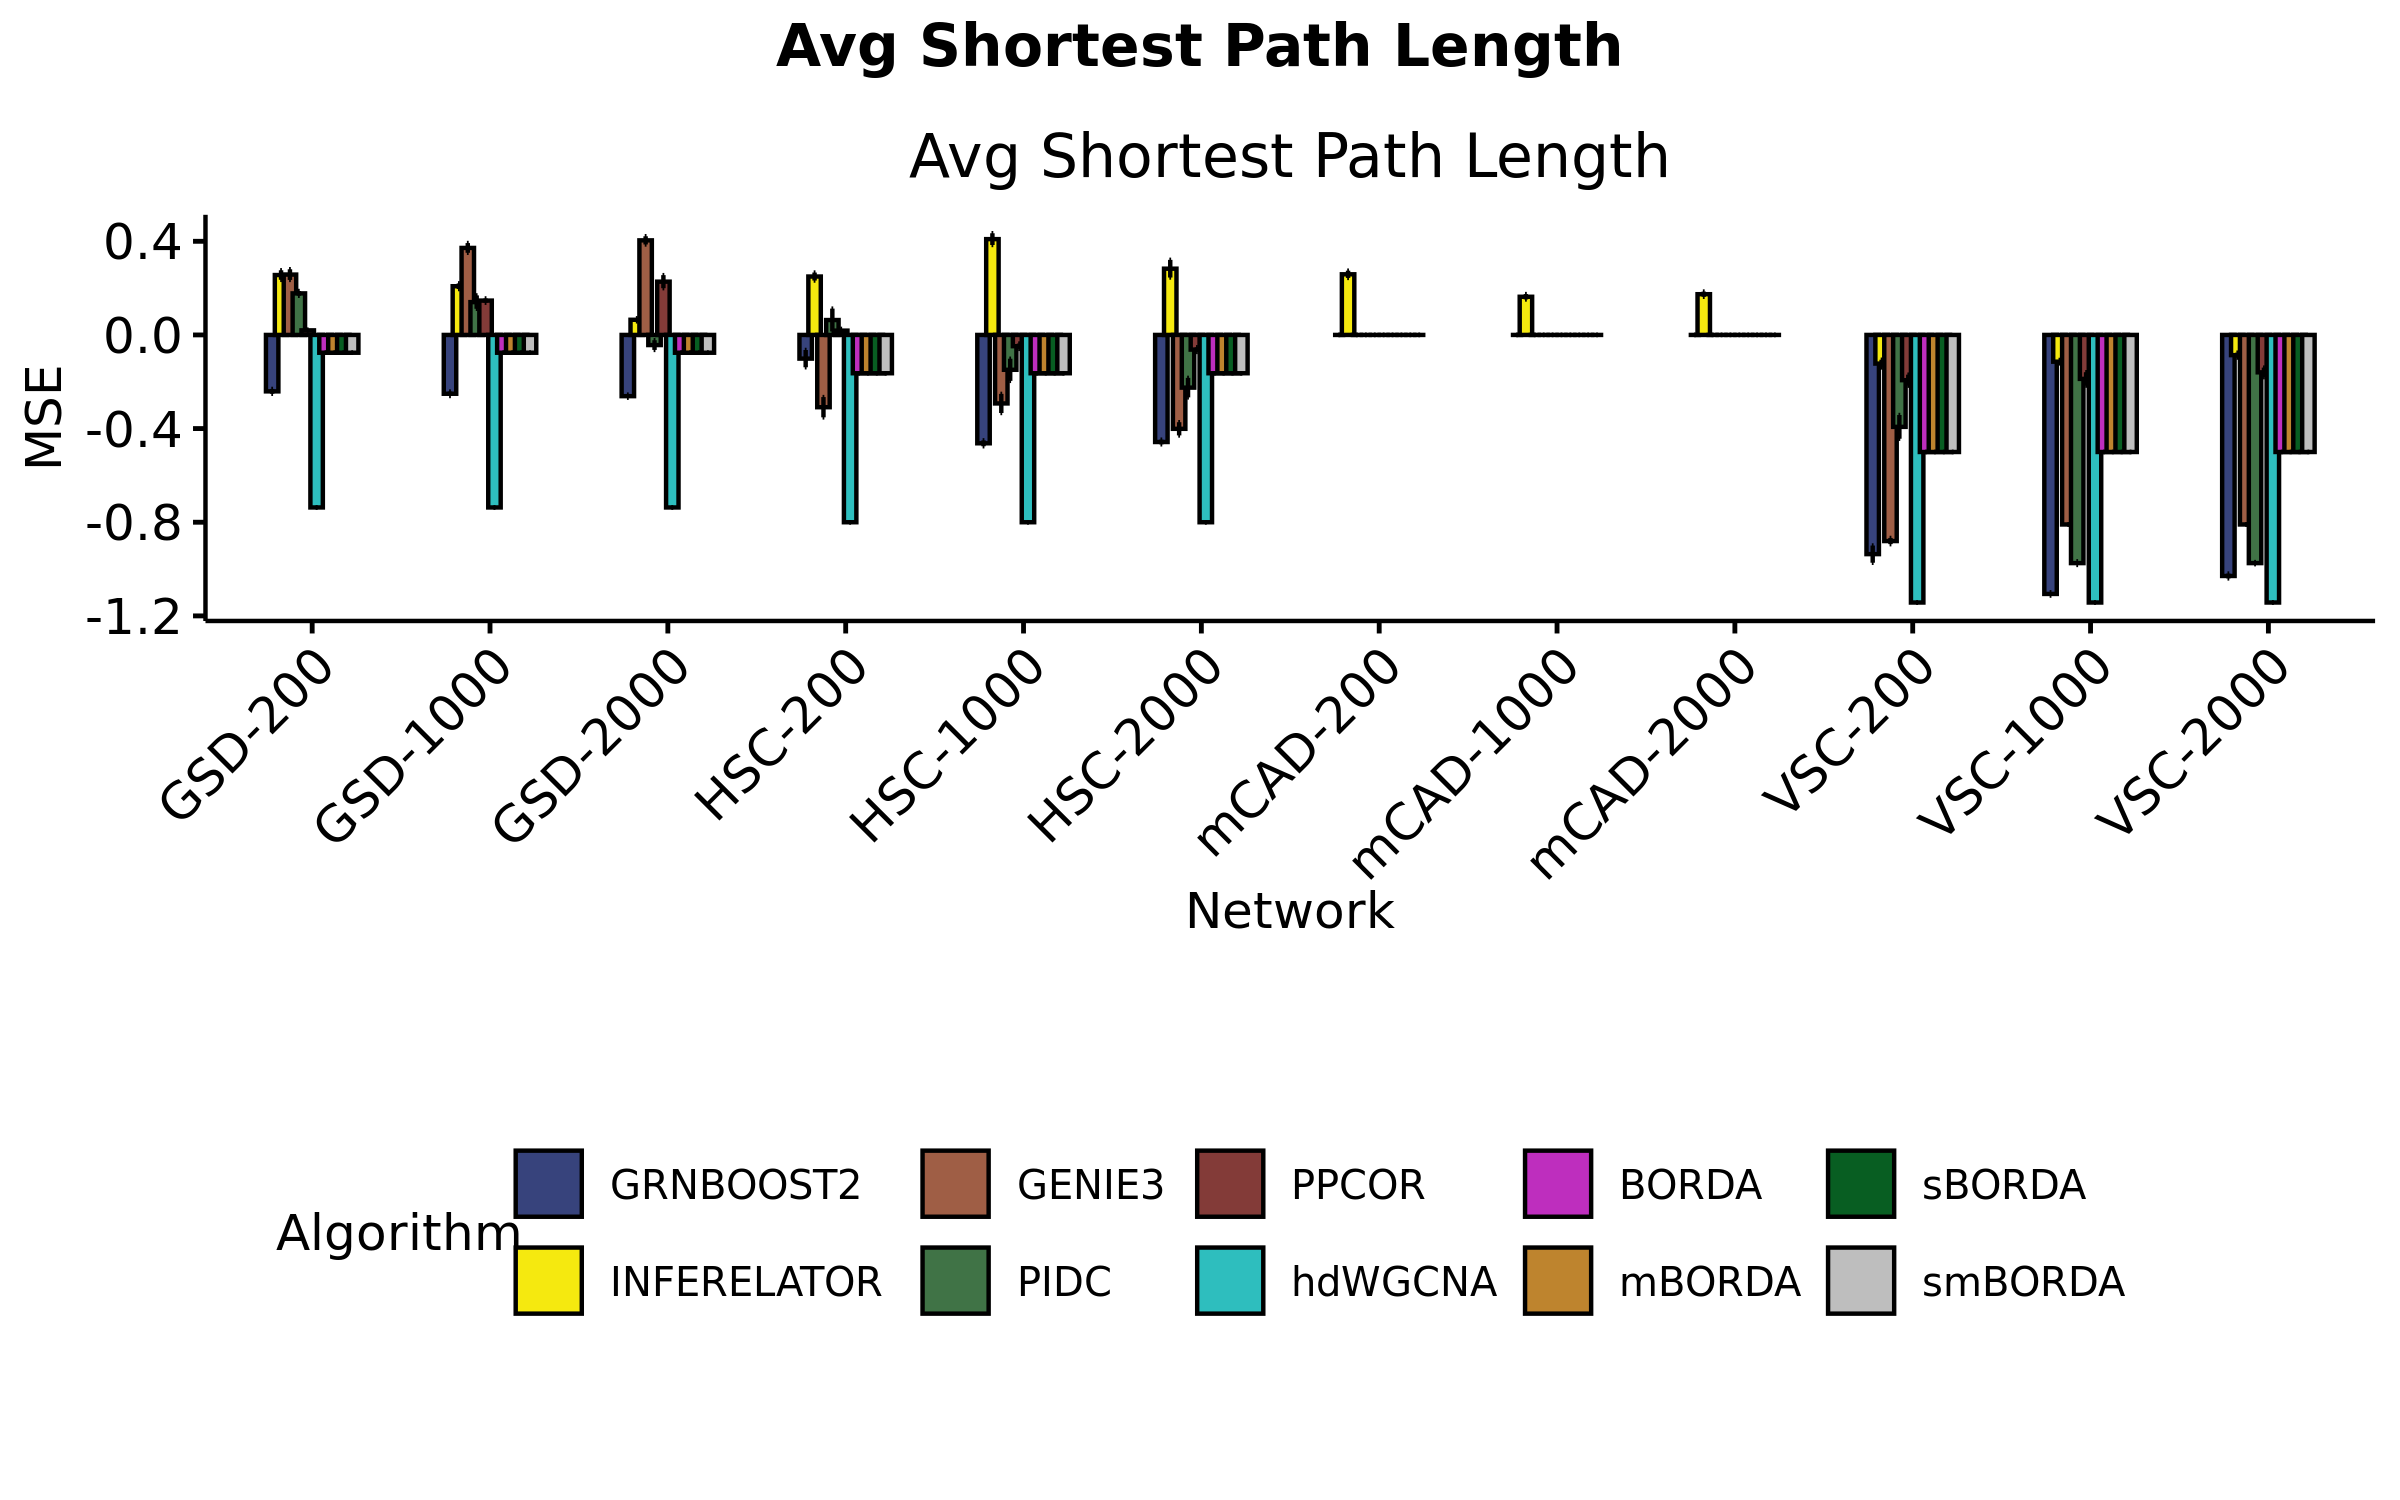 Avg Shortest Path Length
Avg Shortest Path Length
MSE
0.4
0.0
-0.4
-0.8
-1.2
GSD-200
GSD-1000
GSD-2000
HSC-200
HSC-1000
HSC-2000
mCAD-200
mCAD-1000
mCAD-2000
VSC-200
VSC-1000
VSC-2000
Network
Algorithm
GRNBOOST2 GENIE3 PPCOR BORDA sBORDA
INFERELATOR PIDC hdWGCNA mBORDA smBORDA